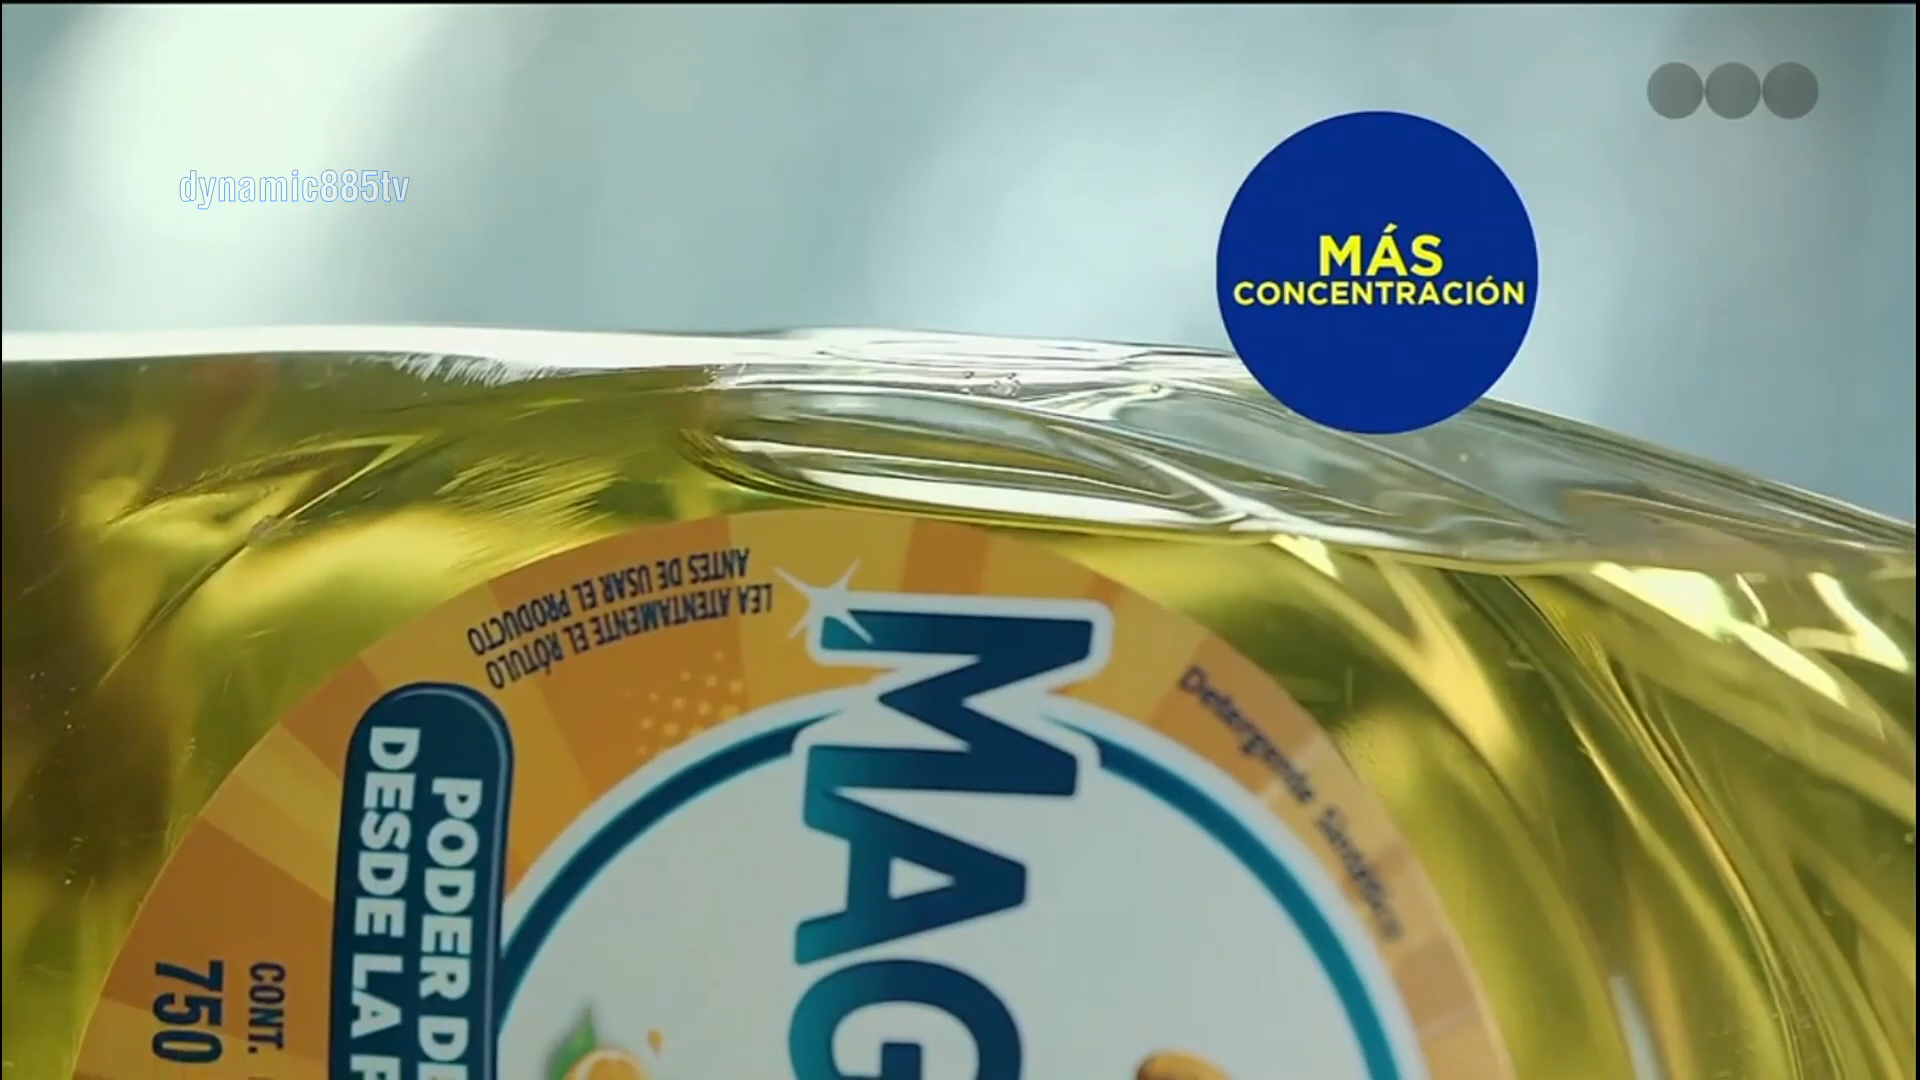 dynamic885tv
MÁS
CONCENTRACIÓN
LEA ATENTAMENTE EL RÓTULO
ANTES DE USAR EL PRODUCTO
MAG
Detergente Sintético
PODER DE
DESDE LA P
CONT.
750